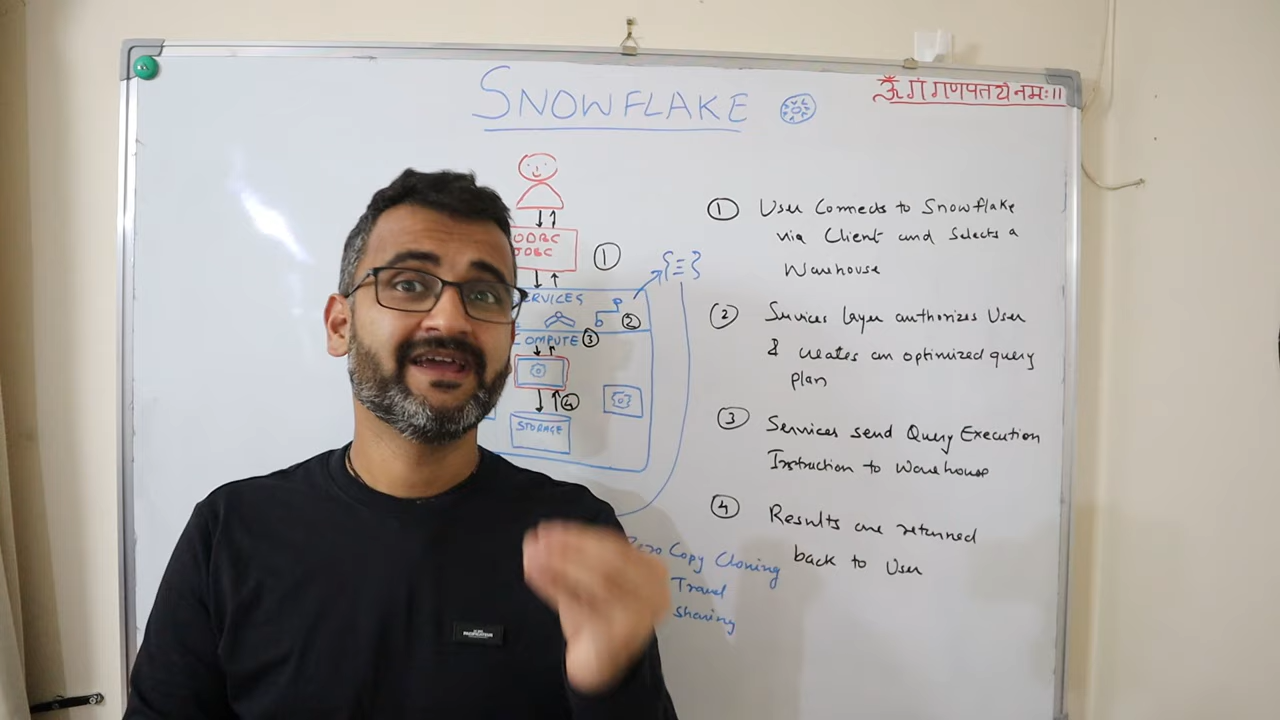 SNOWFLAKE
ॐ गं गणपतये नमः।।
ODBC
JDBC
1
SERVICES
2
COMPUTE 3
4
STORAGE
1 User Connects to Snowflake
via Client and Selects a
Warehouse
2 Services Layer authorizes User
& creates an optimized query
plan
3 Services send Query Execution
Instruction to Warehouse
4 Results are returned
back to User
Zero Copy Cloning
Travel
Sharing